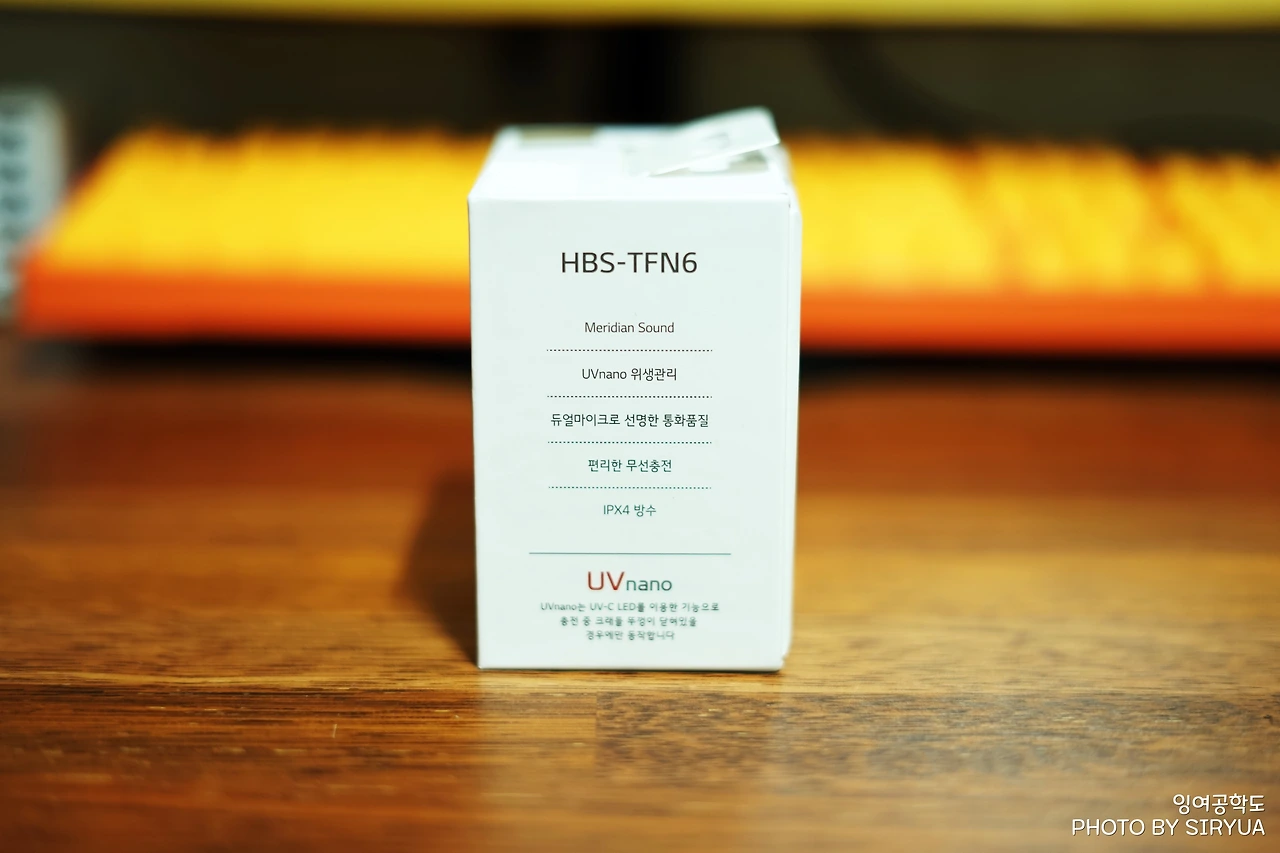 HBS-TFN6
Meridian Sound
UVnano 위생관리
듀얼마이크로 선명한 통화품질
편리한 무선충전
IPX4 방수
UVnano
UVnano는 UV-C LED를 이용한 기능으로
충전 중 크래들 뚜껑이 닫혀있을
경우에만 동작합니다
잉여공학도
PHOTO BY SIRYUA